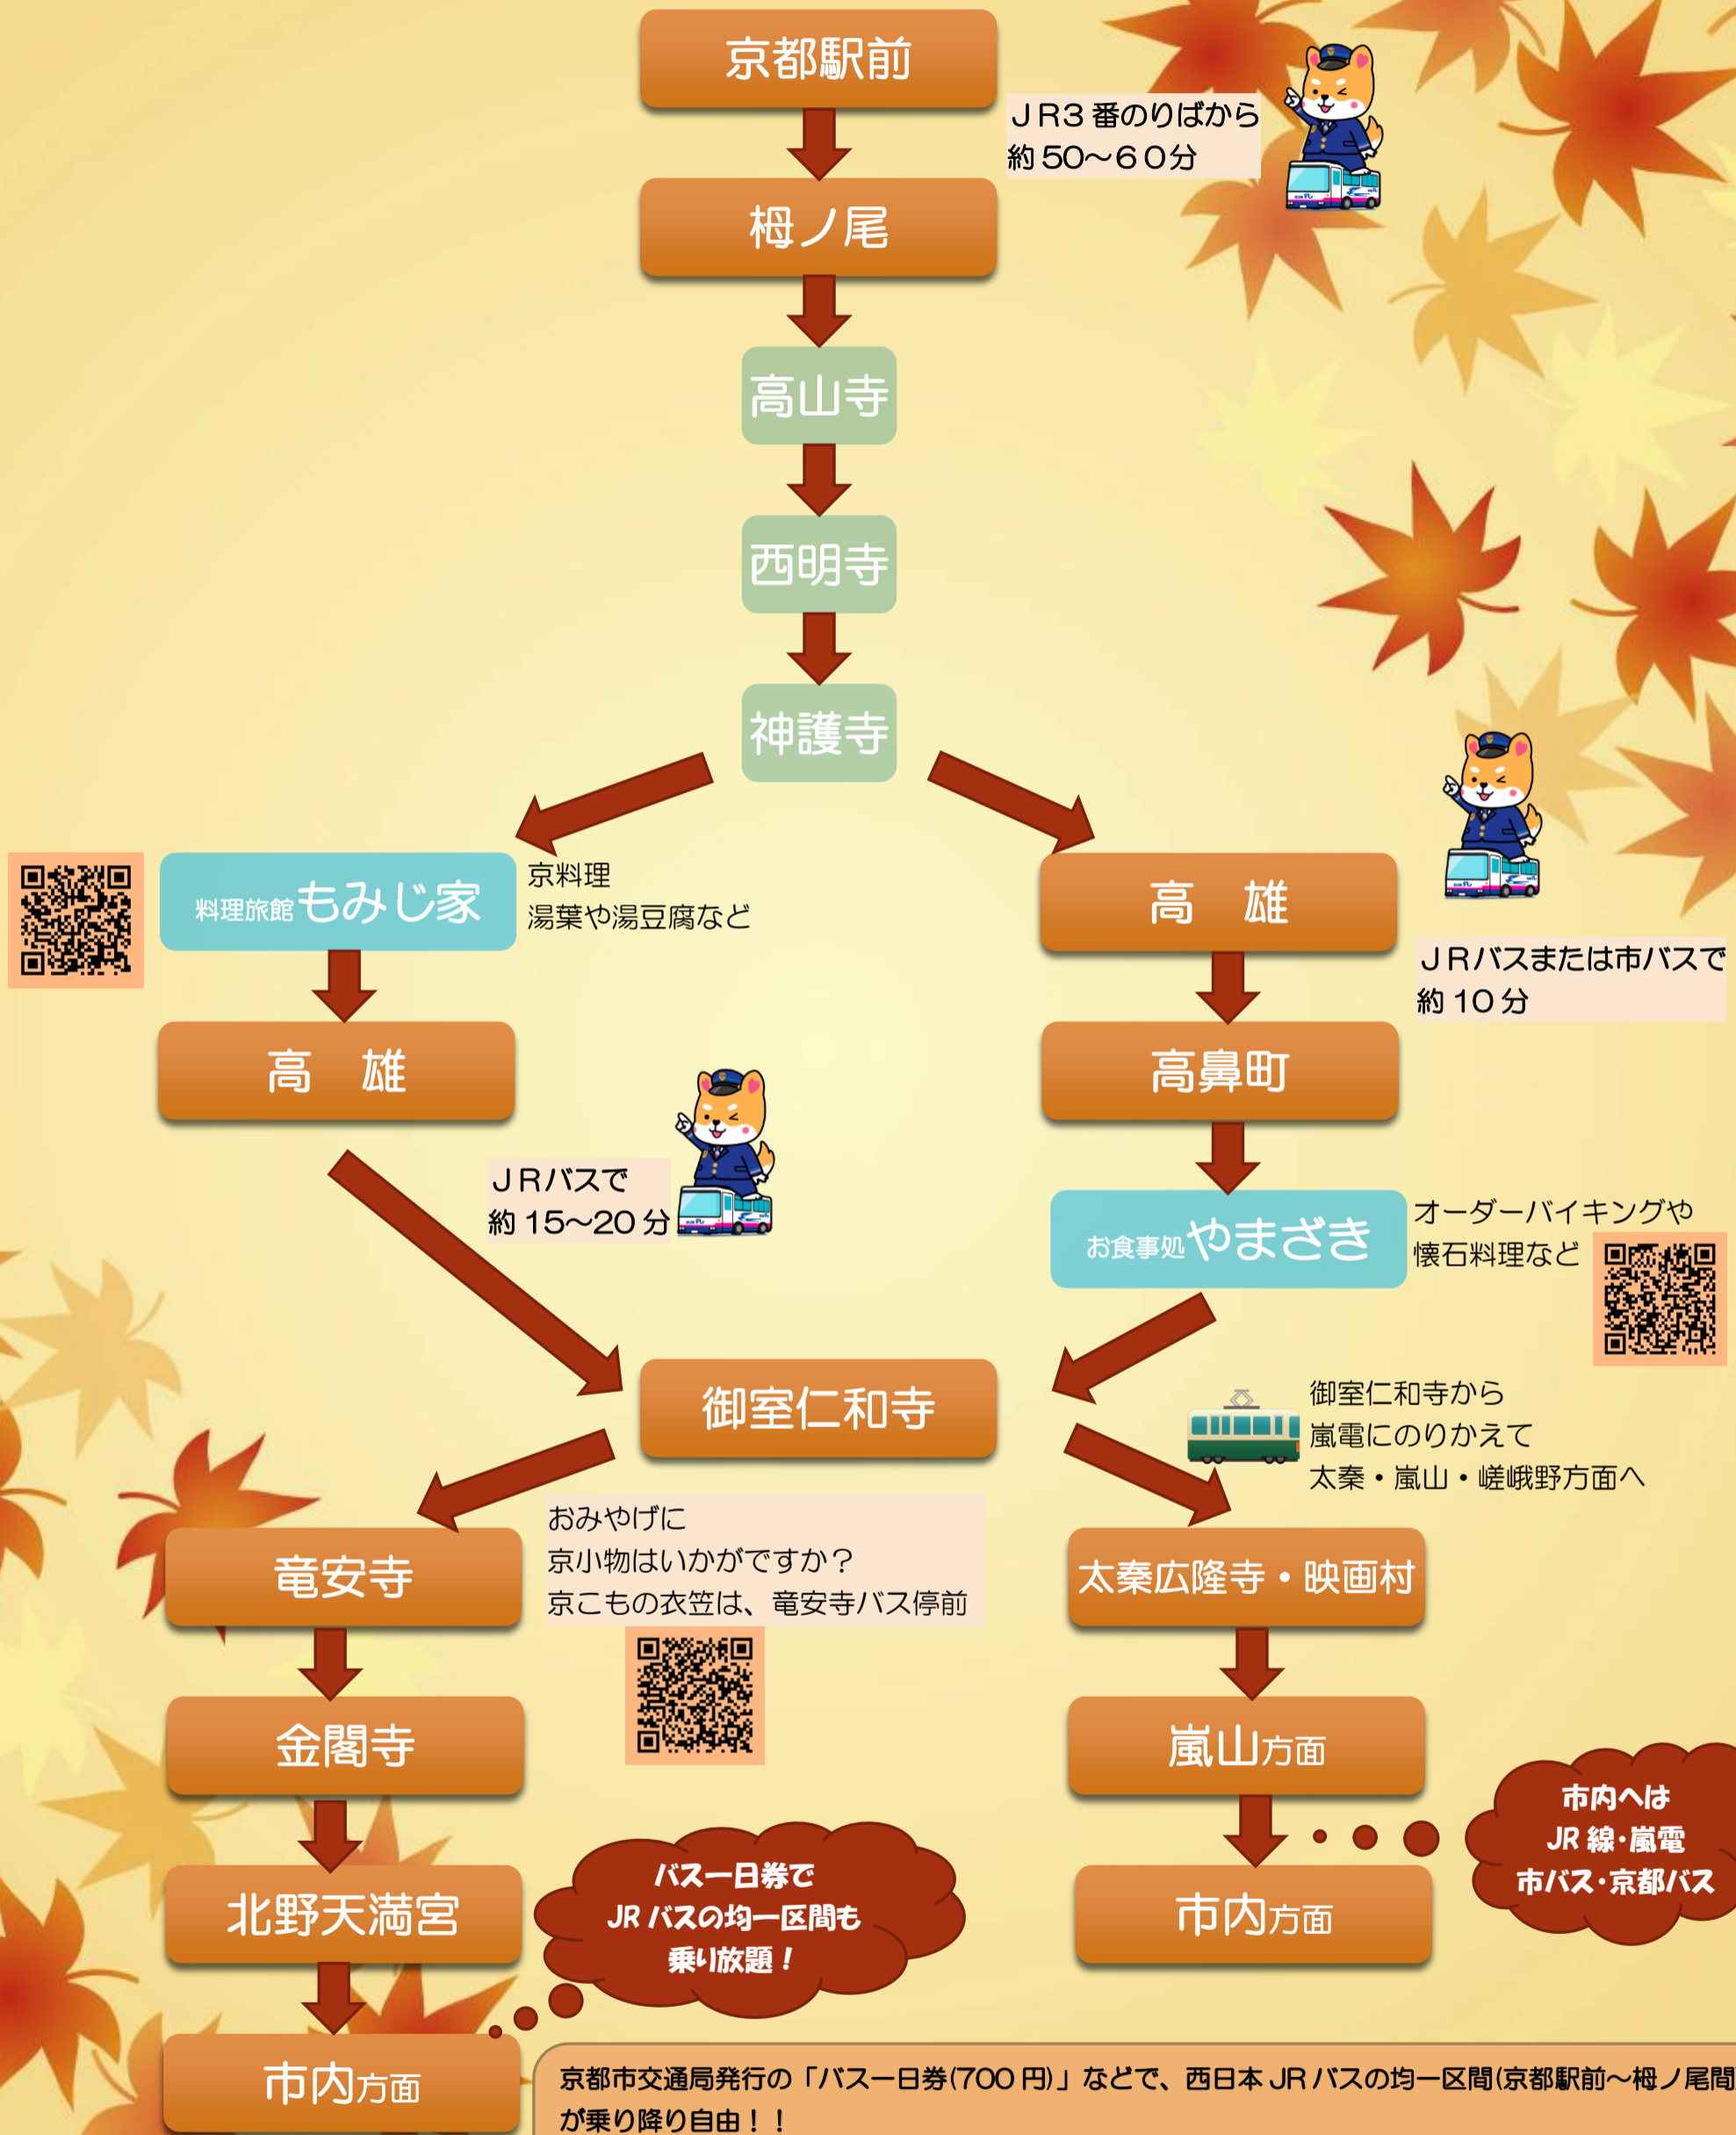 京都駅前
ＪＲ３番のりばから
約50～６０分
栂ノ尾
高山寺
西明寺
神護寺
料理旅館もみじ家
京料理
湯葉や湯豆腐など
高　雄
ＪＲバスで
約15～20分
高　雄
ＪＲバスまたは市バスで
約10分
高鼻町
お食事処やまざき
オーダーバイキングや
懐石料理など
御室仁和寺
御室仁和寺から
嵐電にのりかえて
太秦・嵐山・嵯峨野方面へ
竜安寺
おみやげに
京小物はいかがですか？
京こもの衣笠は、竜安寺バス停前
金閣寺
北野天満宮
バス一日券で
JRバスの均一区間も
乗り放題！
市内方面
太秦広隆寺・映画村
嵐山方面
市内へは
JR線・嵐電
市バス・京都バス
市内方面
京都市交通局発行の「バス一日券(700円)」などで、西日本JRバスの均一区間(京都駅前～栂ノ尾間
が乗り降り自由！！